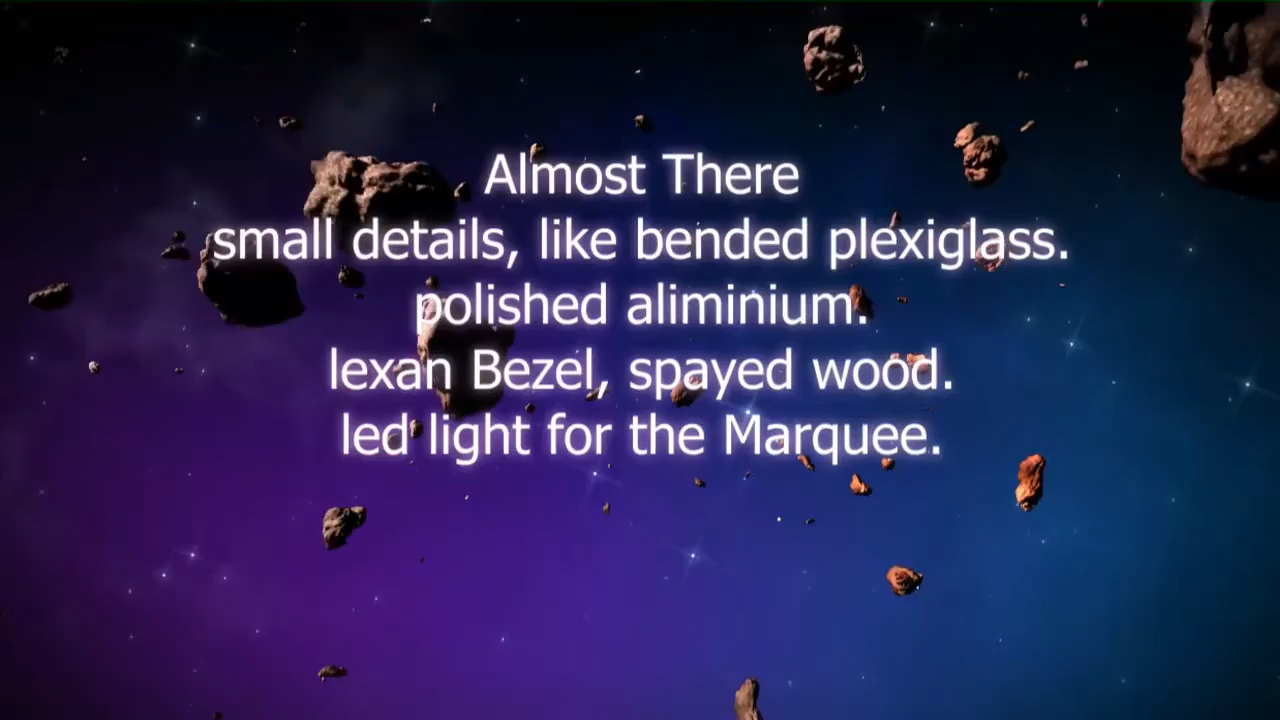 Almost There
small details, like bended plexiglass.
polished aliminium.
lexan Bezel, spayed wood.
led light for the Marquee.